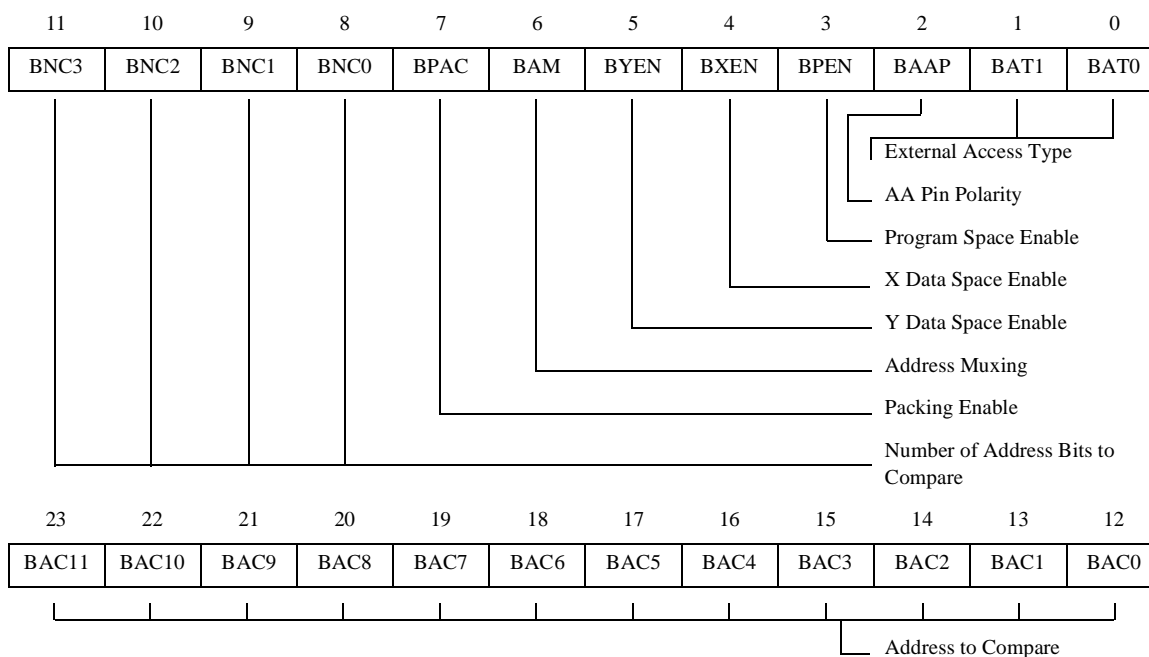 11 10 9 8 7 6 5 4 3 2 1 0
BNC3 BNC2 BNC1 BNC0 BPAC BAM BYEN BXEN BPEN BAAP BAT1 BAT0
External Access Type
AA Pin Polarity
Program Space Enable
X Data Space Enable
Y Data Space Enable
Address Muxing
Packing Enable
Number of Address Bits to
Compare
23 22 21 20 19 18 17 16 15 14 13 12
BAC11 BAC10 BAC9 BAC8 BAC7 BAC6 BAC5 BAC4 BAC3 BAC2 BAC1 BAC0
Address to Compare